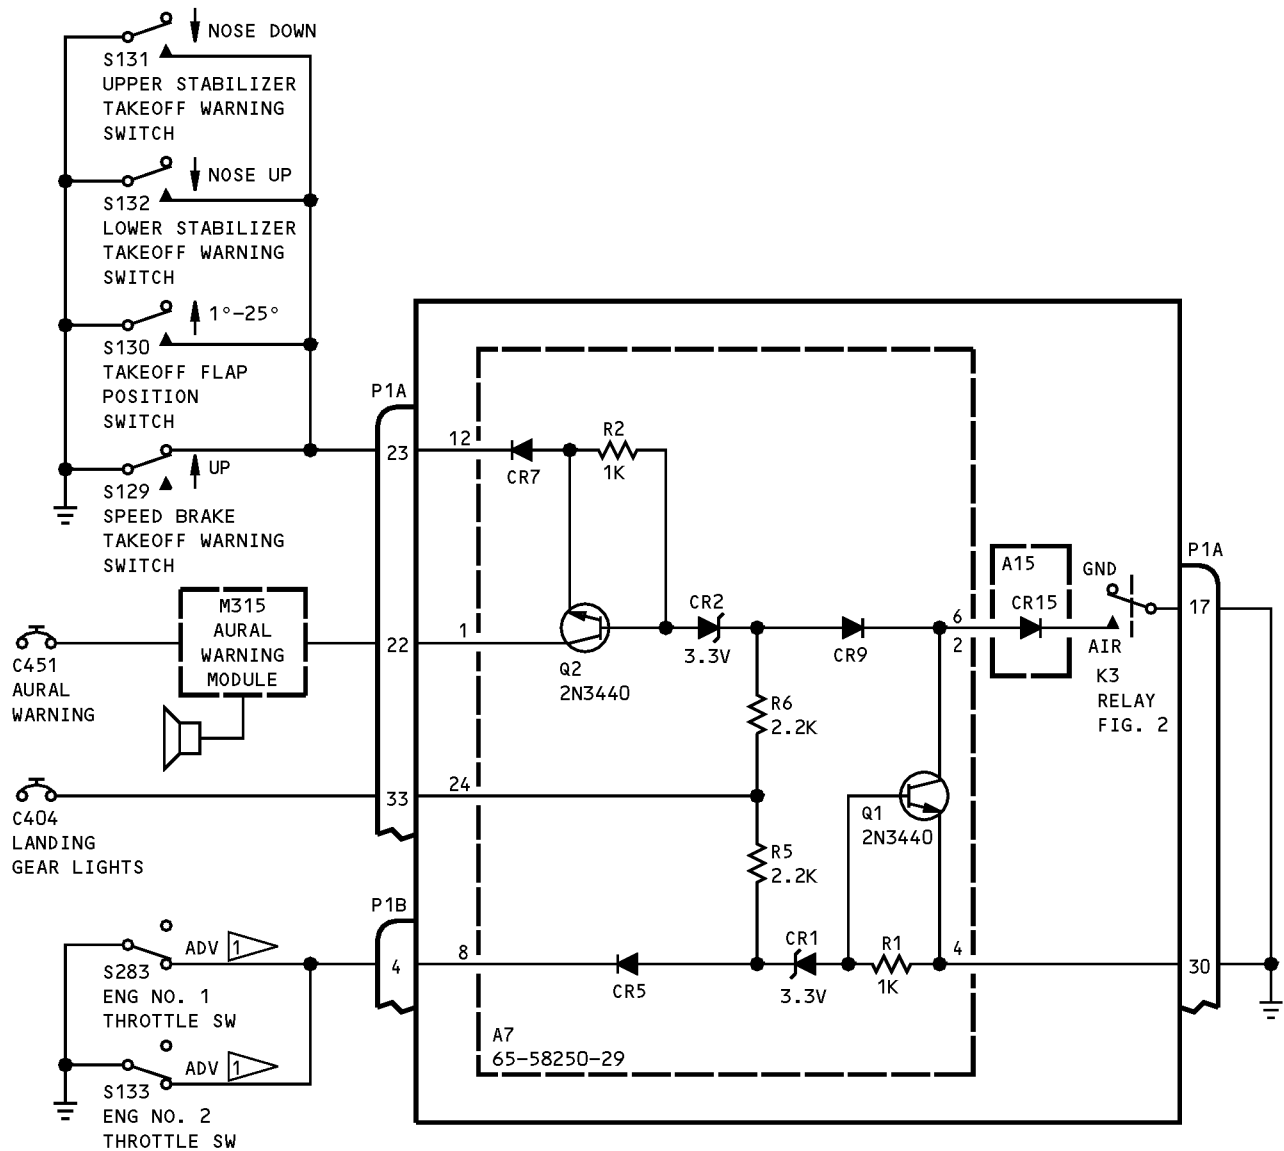 NOSE DOWN
S131
UPPER STABILIZER
TAKEOFF WARNING
SWITCH
NOSE UP
S132
LOWER STABILIZER
TAKEOFF WARNING
SWITCH
1°-25°
S130
TAKEOFF FLAP
POSITION
SWITCH
UP
S129
SPEED BRAKE
TAKEOFF WARNING
SWITCH
C451
AURAL
WARNING
M315
AURAL
WARNING
MODULE
C404
LANDING
GEAR LIGHTS
ADV 1
S283
ENG NO. 1
THROTTLE SW
ADV 1
S133
ENG NO. 2
THROTTLE SW
P1A
23
22
33
P1B
4
12
1
24
8
CR7
R2
1K
Q2
2N3440
CR2
3.3V
CR9
R6
2.2K
R5
2.2K
Q1
2N3440
CR5
CR1
3.3V
R1
1K
A7
65-58250-29
6
2
4
A15
CR15
GND
AIR
K3
RELAY
FIG. 2
P1A
17
30